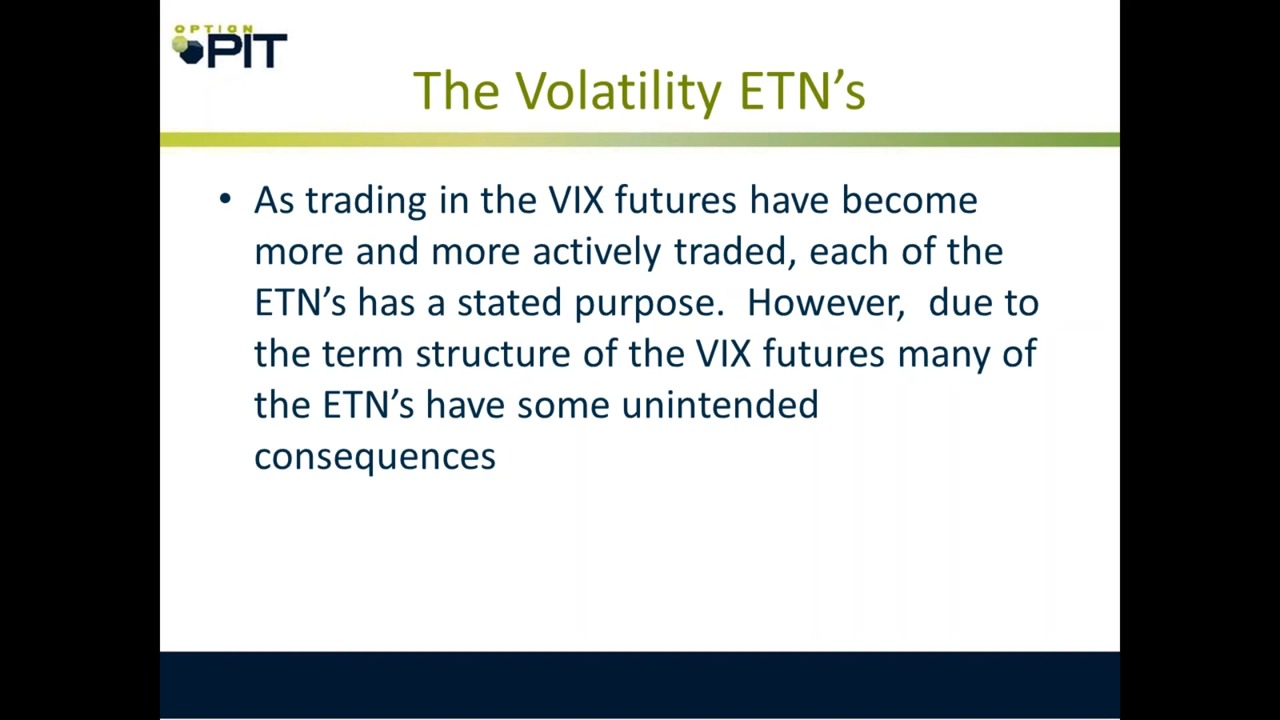 OPTION
PIT
The Volatility ETN’s
• As trading in the VIX futures have become
more and more actively traded, each of the
ETN’s has a stated purpose.  However,  due to
the term structure of the VIX futures many of
the ETN’s have some unintended
consequences